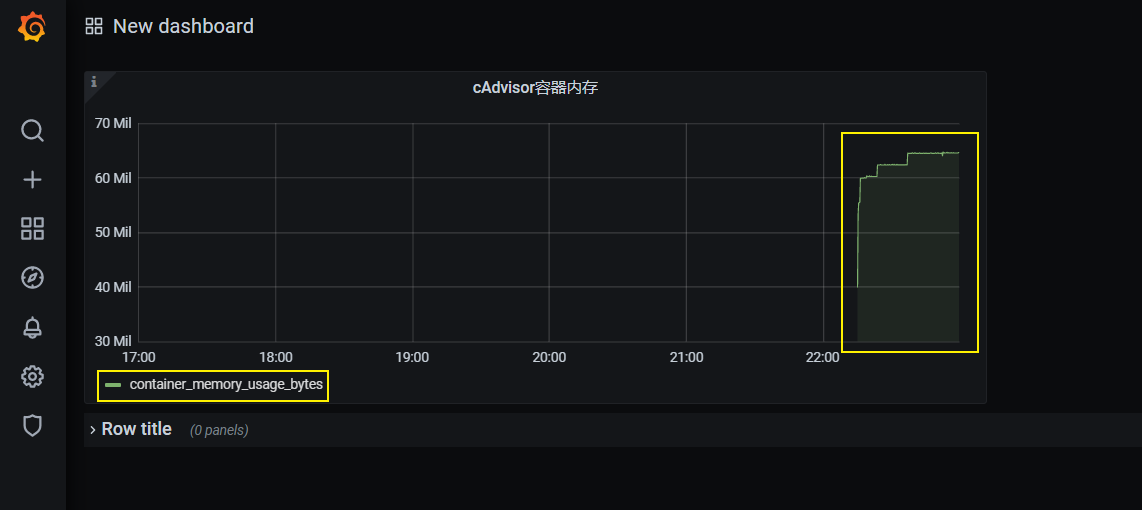 New dashboard
cAdvisor容器内存
70 Mil
60 Mil
50 Mil
40 Mil
30 Mil
17:00 18:00 19:00 20:00 21:00 22:00
container_memory_usage_bytes
Row title (0 panels)